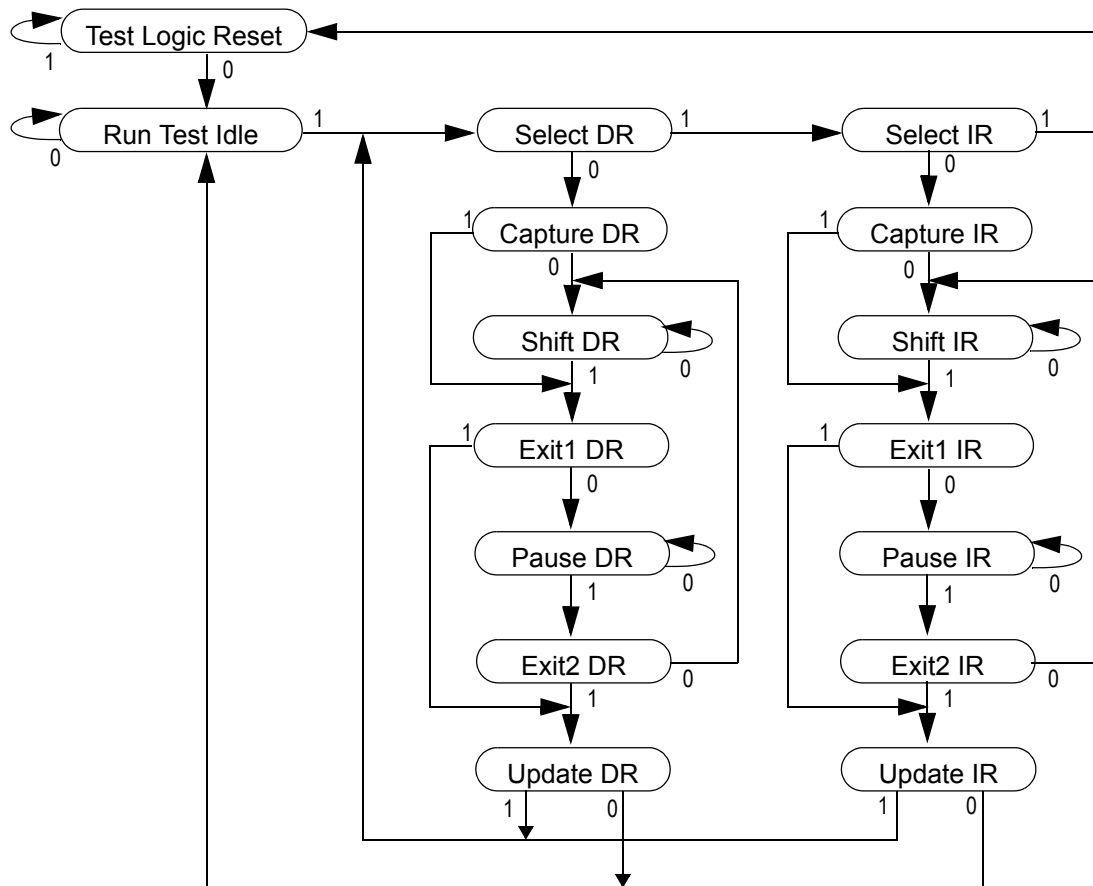 Test Logic Reset
1
0
Run Test Idle
1
0
Select DR
1
0
Select IR
1
0
1
Capture DR
0
1
Capture IR
0
Shift DR
0
1
Shift IR
0
1
1
Exit1 DR
0
1
Exit1 IR
0
Pause DR
0
1
Pause IR
0
1
Exit2 DR
0
1
Exit2 IR
0
1
Update DR
1
0
Update IR
1
0